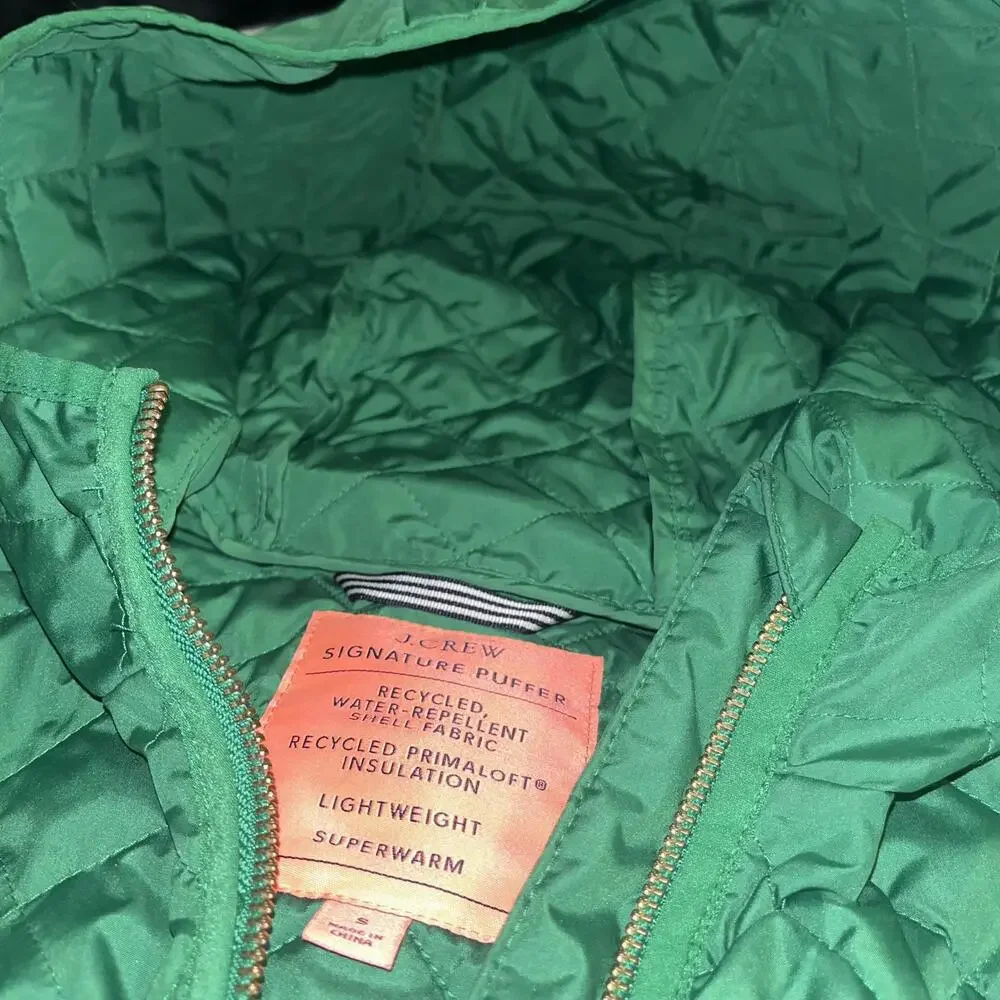 J.CREW
SIGNATURE PUFFER
RECYCLED,
WATER-REPELLENT
SHELL FABRIC
RECYCLED PRIMALOFT®
INSULATION
LIGHTWEIGHT
SUPERWARM
S
MADE IN
CHINA